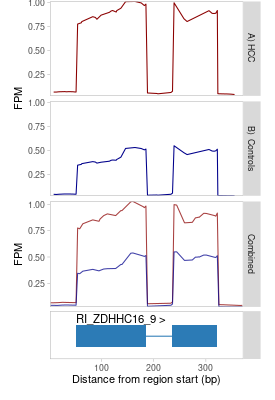 1.00
0.75
0.50
0.25
A) HCC
FPM
1.00
0.75
0.50
0.25
B) Controls
1.00
0.75
0.50
0.25
Combined
FPM
RI_ZDHHC16_9 >
100 200 300
Distance from region start (bp)